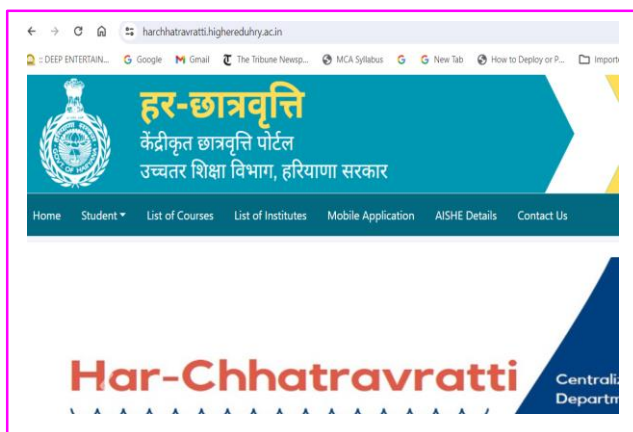 harchhatravratti.highereduhry.ac.in
:: DEEP ENTERTAIN... Google Gmail The Tribune Newsp... MCA Syllabus New Tab How to Deploy or P... Importe
हर-छात्रवृत्ति
केंद्रीकृत छात्रवृत्ति पोर्टल
उच्चतर शिक्षा विभाग, हरियाणा सरकार
Home Student List of Courses List of Institutes Mobile Application AISHE Details Contact Us
Har-Chhatravratti
Centraliz
Departm